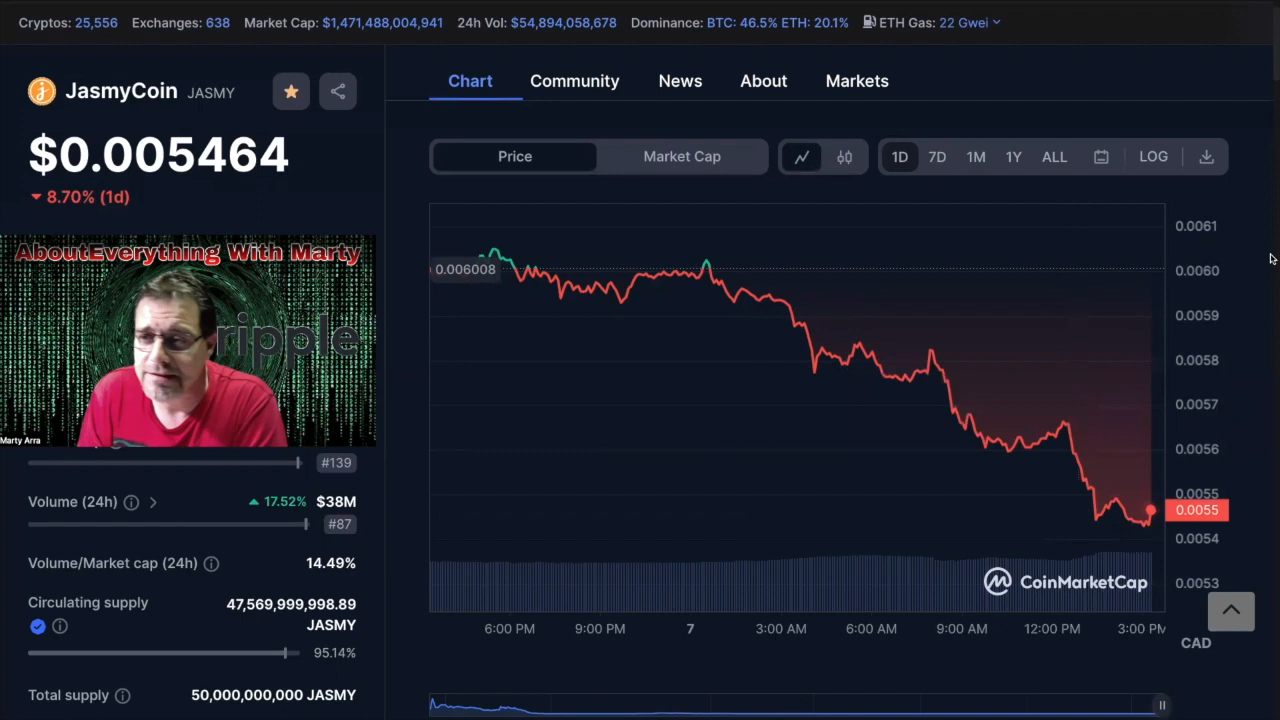 Cryptos: 25,556 Exchanges: 638 Market Cap: $1,471,488,004,941 24h Vol: $54,894,058,678 Dominance: BTC: 46.5% ETH: 20.1% ETH Gas: 22 Gwei
JasmyCoin JASMY
$0.005464
8.70% (1d)
AboutEverything With Marty
ripple
Marty Arra
#139
Volume (24h) 17.52% $38M
#87
Volume/Market cap (24h) 14.49%
Circulating supply 47,569,999,998.89
JASMY
95.14%
Total supply 50,000,000,000 JASMY
Chart Community News About Markets
Price Market Cap 1D 7D 1M 1Y ALL LOG
0.0061
0.006008
0.0060
0.0059
0.0058
0.0057
0.0056
0.0055
0.0055
0.0054
CoinMarketCap
0.0053
6:00 PM 9:00 PM 7 3:00 AM 6:00 AM 9:00 AM 12:00 PM 3:00 PM
CAD